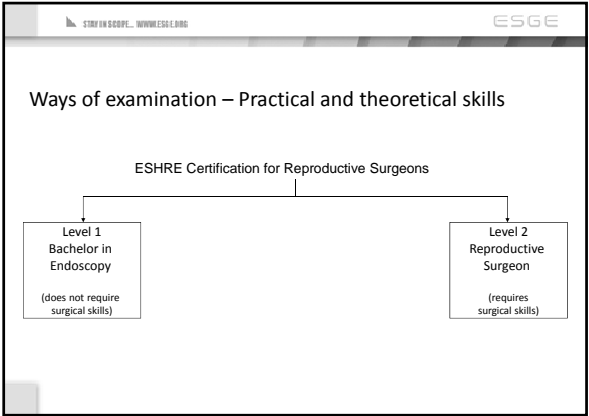 STAY IN SCOPE... WWW.ESGE.ORG
ESGE
Ways of examination – Practical and theoretical skills
ESHRE Certification for Reproductive Surgeons
Level 1
Bachelor in
Endoscopy
(does not require
surgical skills)
Level 2
Reproductive
Surgeon
(requires
surgical skills)